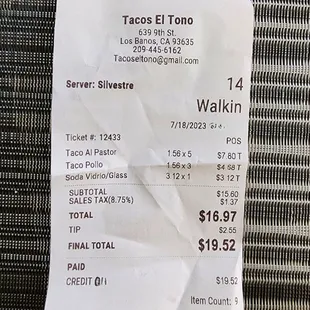 Tacos El Tono
639 9th St.
Los Banos, CA 93635
209-445-6162
Tacoseltono@gmail.com
Server: Silvestre 14
Walkin
7/18/2023
Ticket #: 12433 POS
Taco Al Pastor 1.56 x 5 $7.80 T
Taco Pollo 1.56 x 3 $4.68 T
Soda Vidrio/Glass 3.12 x 1 $3.12 T
SUBTOTAL $15.60
SALES TAX(8.75%) $1.37
TOTAL $16.97
TIP $2.55
FINAL TOTAL $19.52
PAID
CREDIT $19.52
Item Count: 9